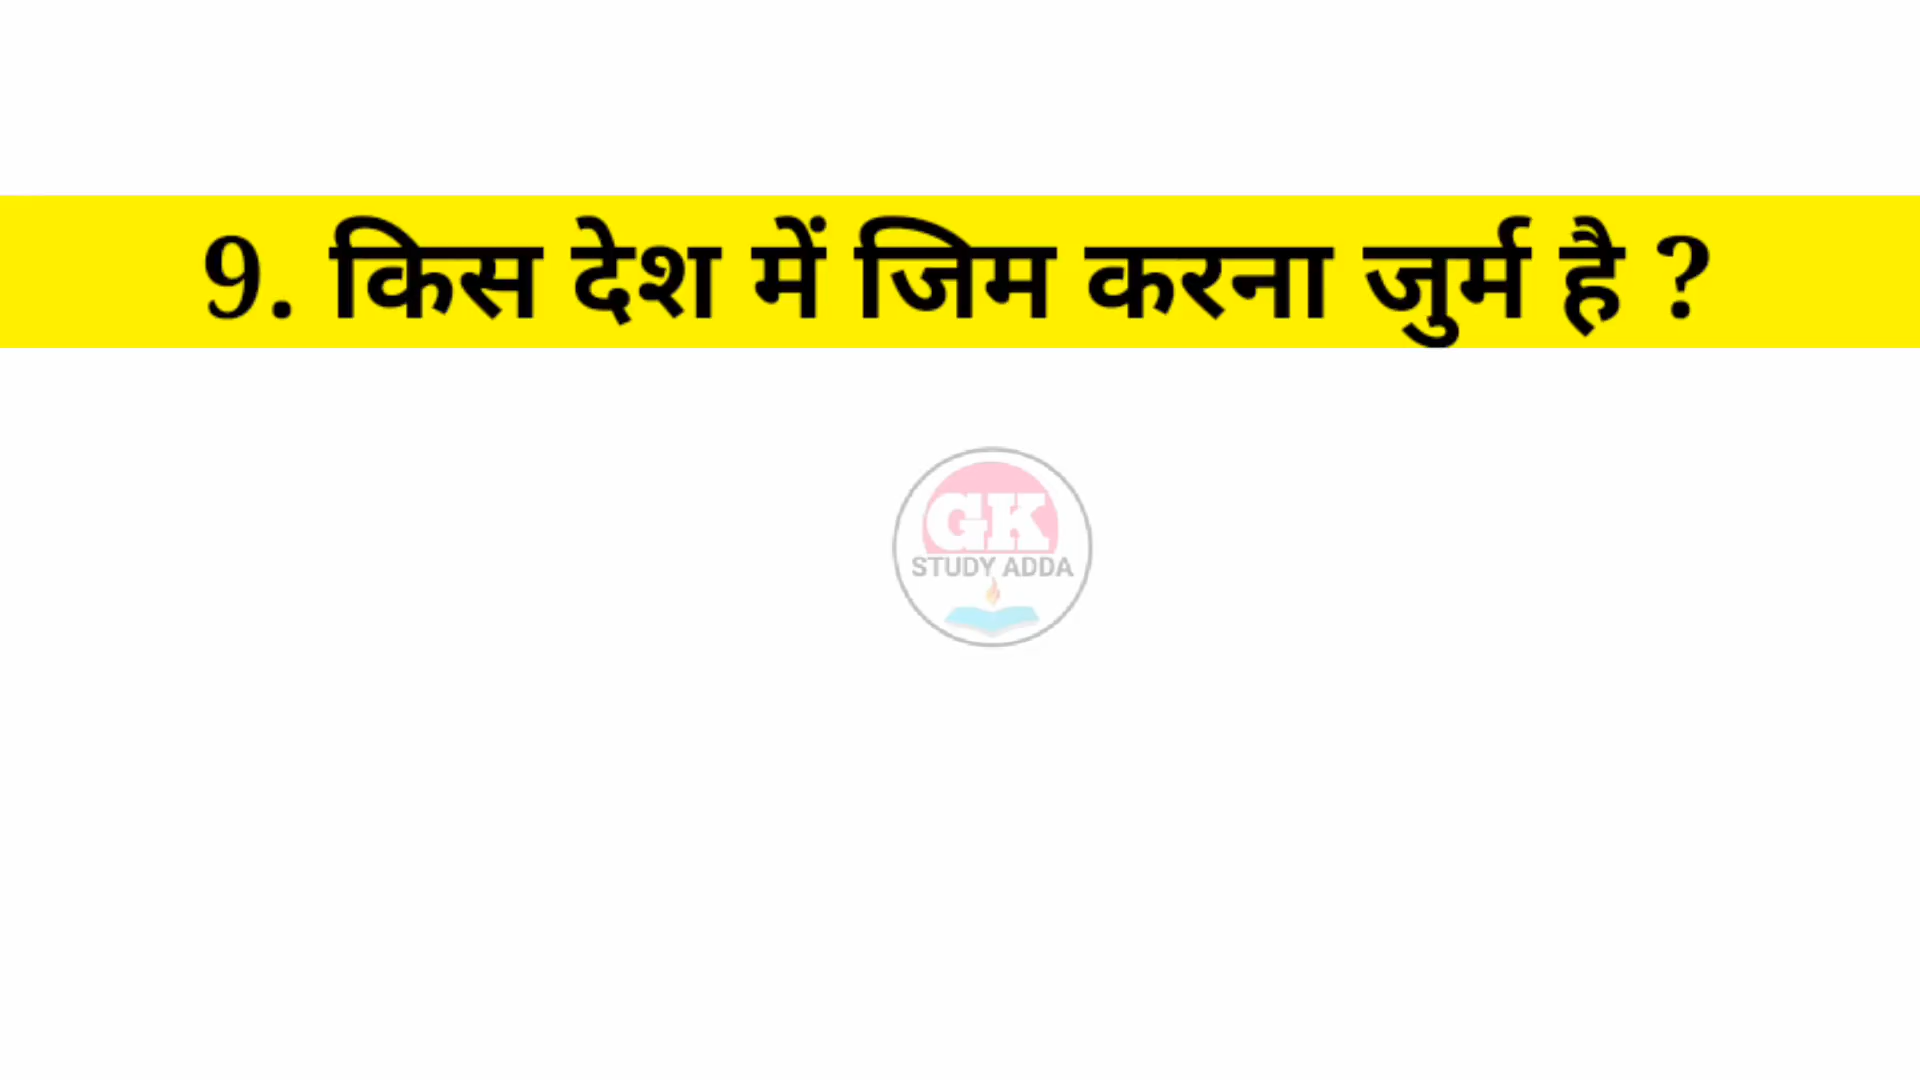 9. किस देश में जिम करना जुर्म है ?
GK
STUDY ADDA